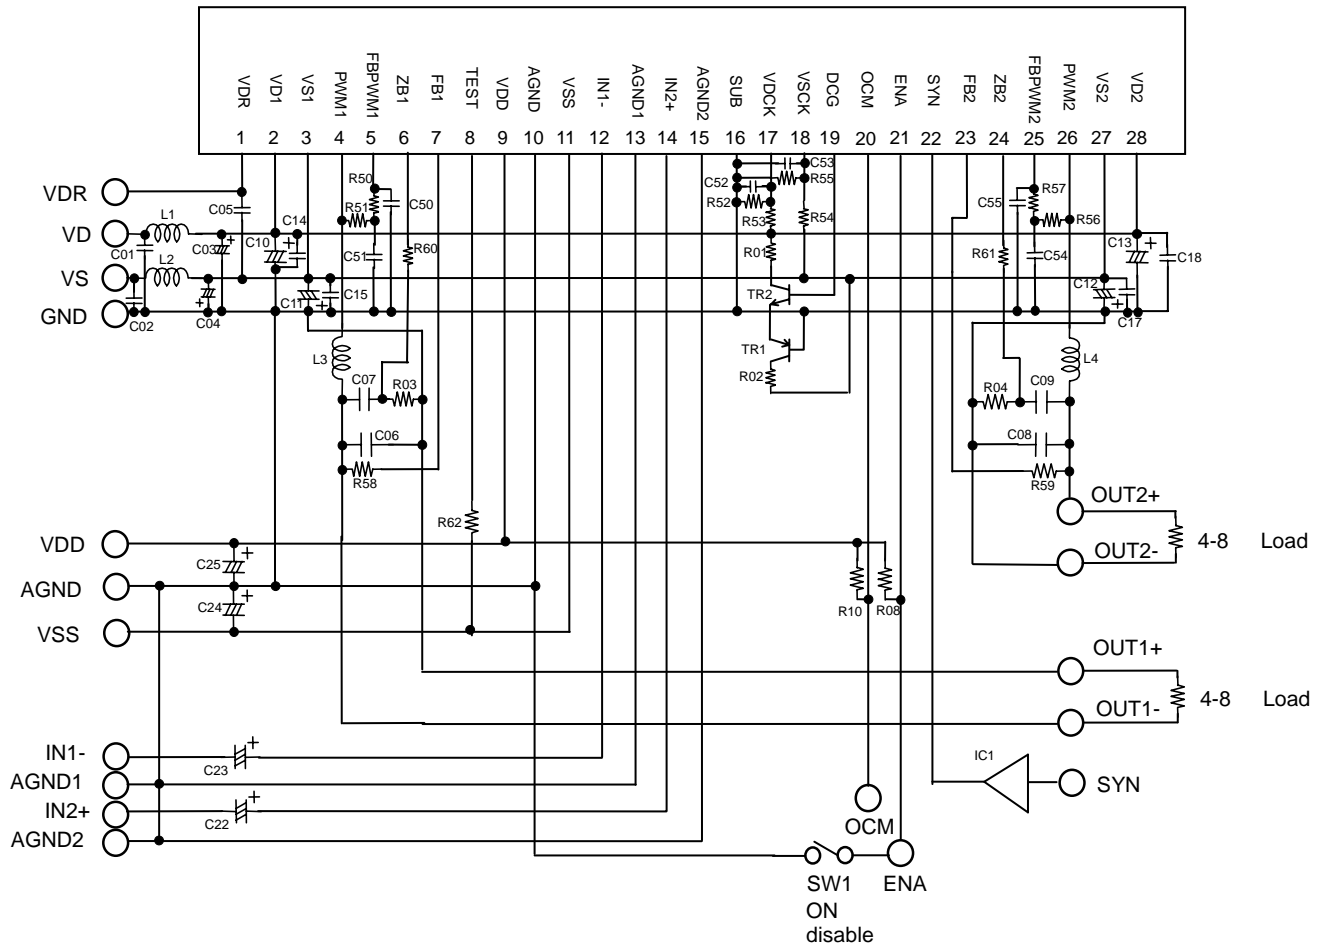 VDR
VD1
VS1
PWM1
FBPWM1
ZB1
FB1
TEST
VDD
AGND
VSS
IN1-
AGND1
IN2+
AGND2
SUB
VDCK
VSCK
DCG
OCM
ENA
SYN
FB2
ZB2
FBPWM2
PWM2
VS2
VD2
1 2 3 4 5 6 7 8 9 10 11 12 13 14 15 16 17 18 19 20 21 22 23 24 25 26 27 28
VDR
C05
R50
R51
C50
C53
C52
R55
R52
R53
R54
C55
R57
R56
VD
L1
C01
C03
+
C10
+
C14
C51
R60
R01
R61
C54
C13
+
C18
VS
L2
C02
+
C04
C11
+
C15
TR2
C12
+
C17
GND
L3
TR1
R02
L4
C07
R03
R04
C09
C06
R58
C08
R59
R62
OUT2+
OUT2-
4-8 Load
VDD
C25
+
AGND
C24
+
VSS
R10
R08
OUT1+
OUT1-
4-8 Load
IN1-
C23
+
AGND1
IN2+
C22
+
AGND2
IC1
SYN
OCM
SW1
ON
disable
ENA